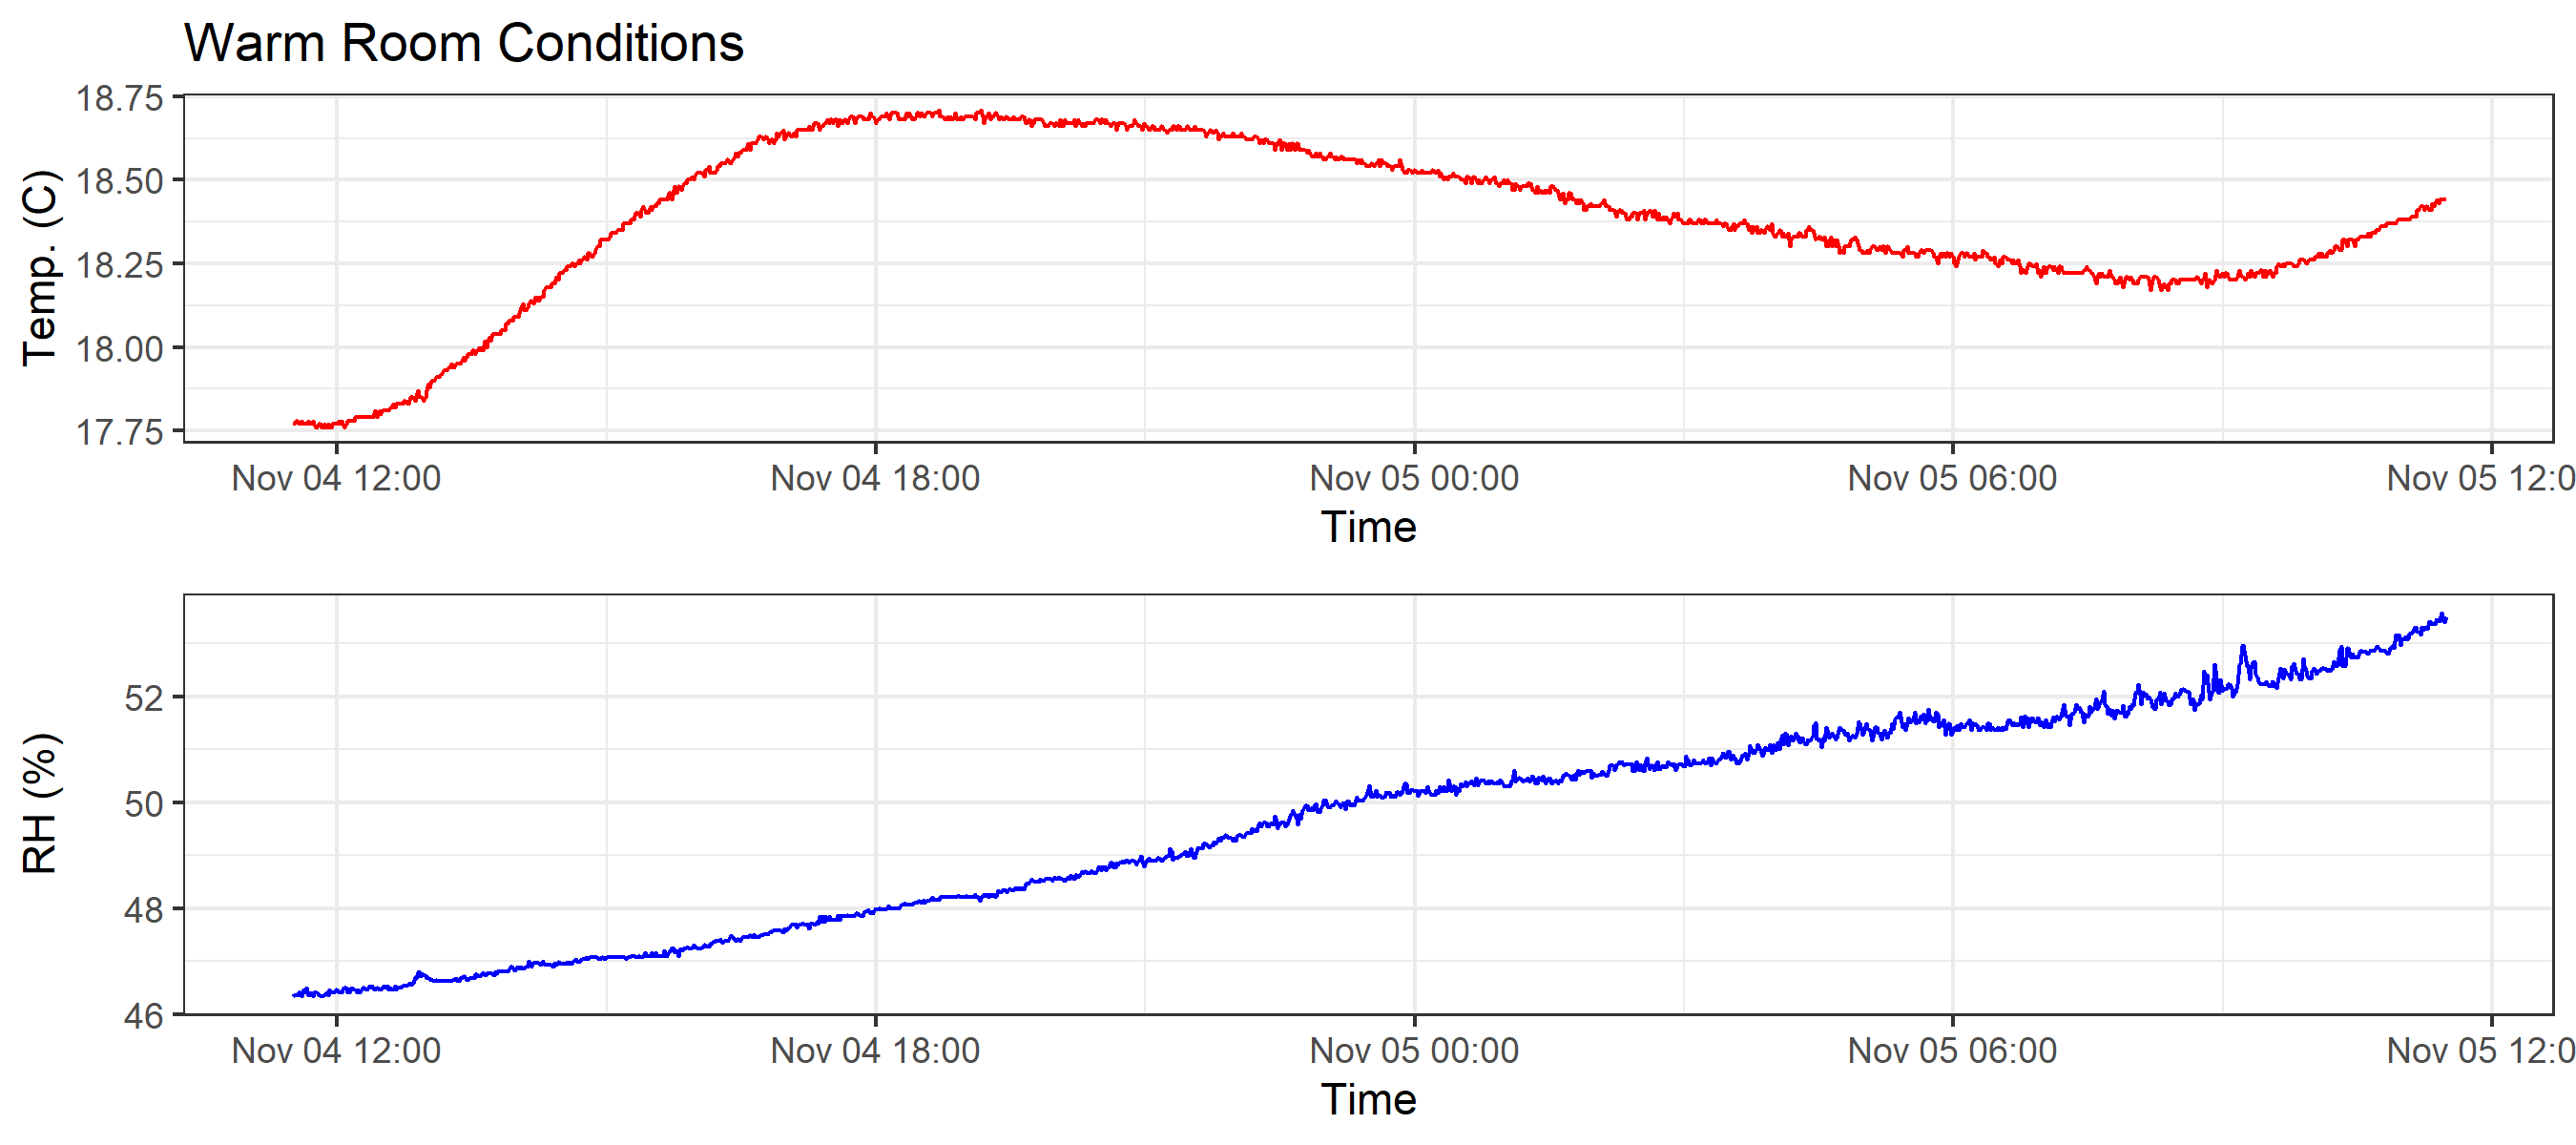 Warm Room Conditions
Temp. (C)
18.75
18.50
18.25
18.00
17.75
Nov 04 12:00 Nov 04 18:00 Nov 05 00:00 Nov 05 06:00 Nov 05 12:0
Time
RH (%)
52
50
48
46
Nov 04 12:00 Nov 04 18:00 Nov 05 00:00 Nov 05 06:00 Nov 05 12:0
Time